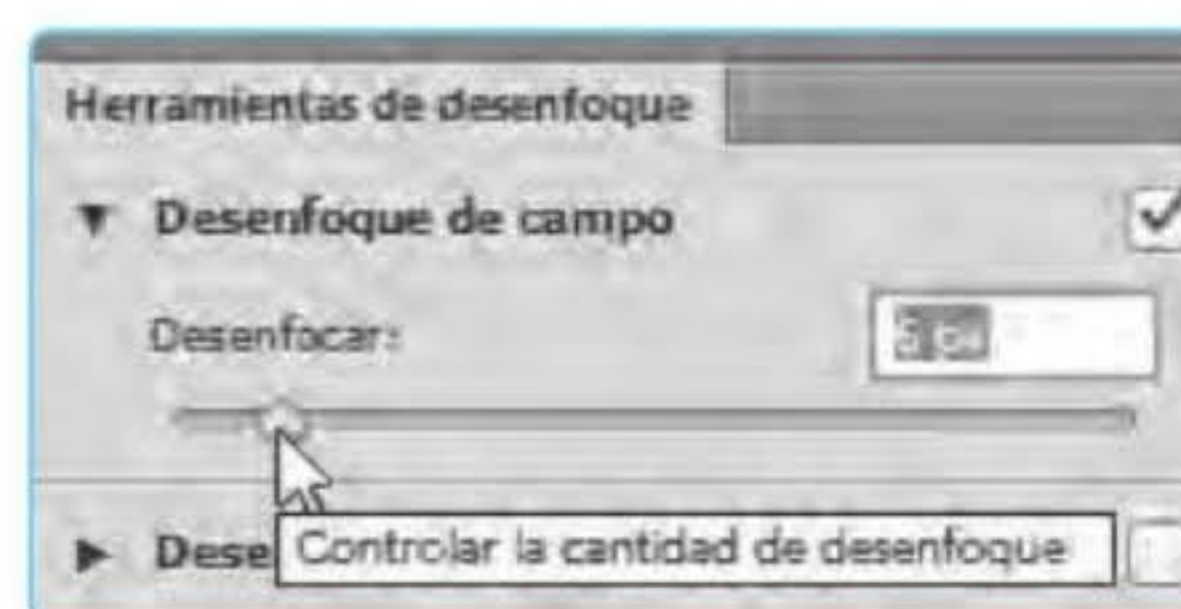 Herramientas de desenfoque
Desenfoque de campo
Desenfocar:
Dese
Controlar la cantidad de desenfoque